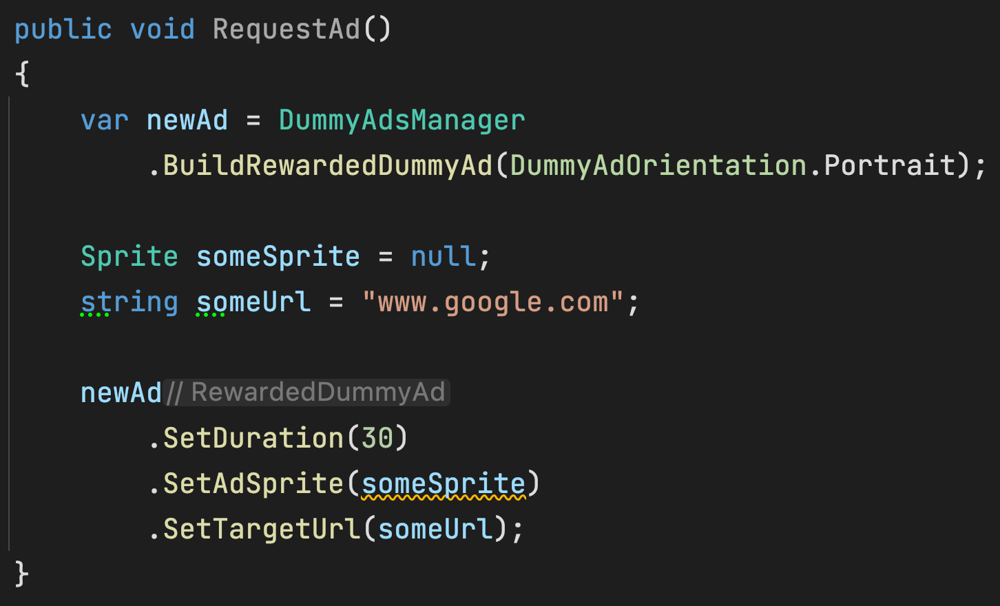 public void RequestAd()
{
    var newAd = DummyAdsManager
        .BuildRewardedDummyAd(DummyAdOrientation.Portrait);
    Sprite someSprite = null;
    string someUrl = "www.google.com";
    newAd // RewardedDummyAd
        .SetDuration(30)
        .SetAdSprite(someSprite)
        .SetTargetUrl(someUrl);
}